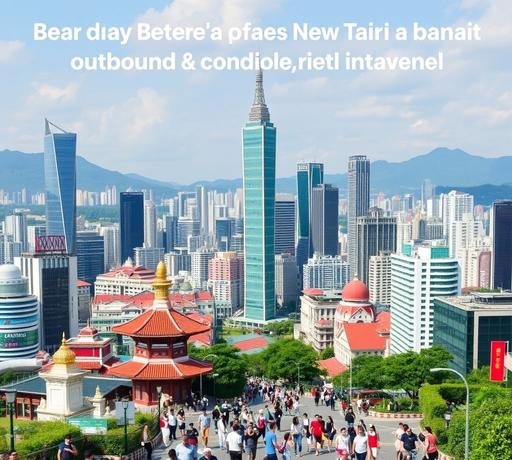 Bear dıay Betere'a pfaes New Tairi a banait
outbound & condiole,rietl intavenel